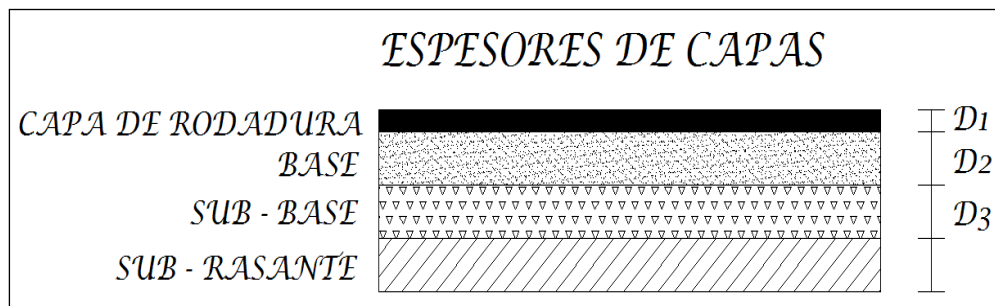 ESPESORES DE CAPAS
CAPA DE RODADURA D1
BASE D2
SUB - BASE D3
SUB - RASANTE